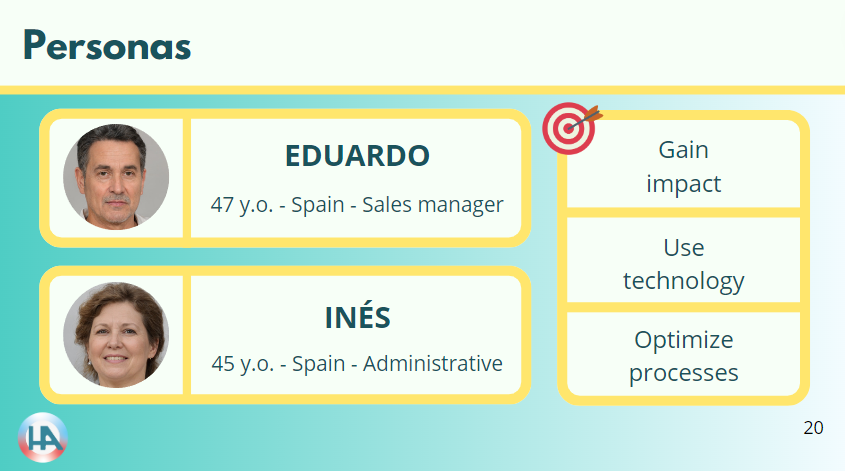 Personas
EDUARDO
47 y.o. - Spain - Sales manager
INÉS
45 y.o. - Spain - Administrative
Gain
impact
Use
technology
Optimize
processes
HA
20